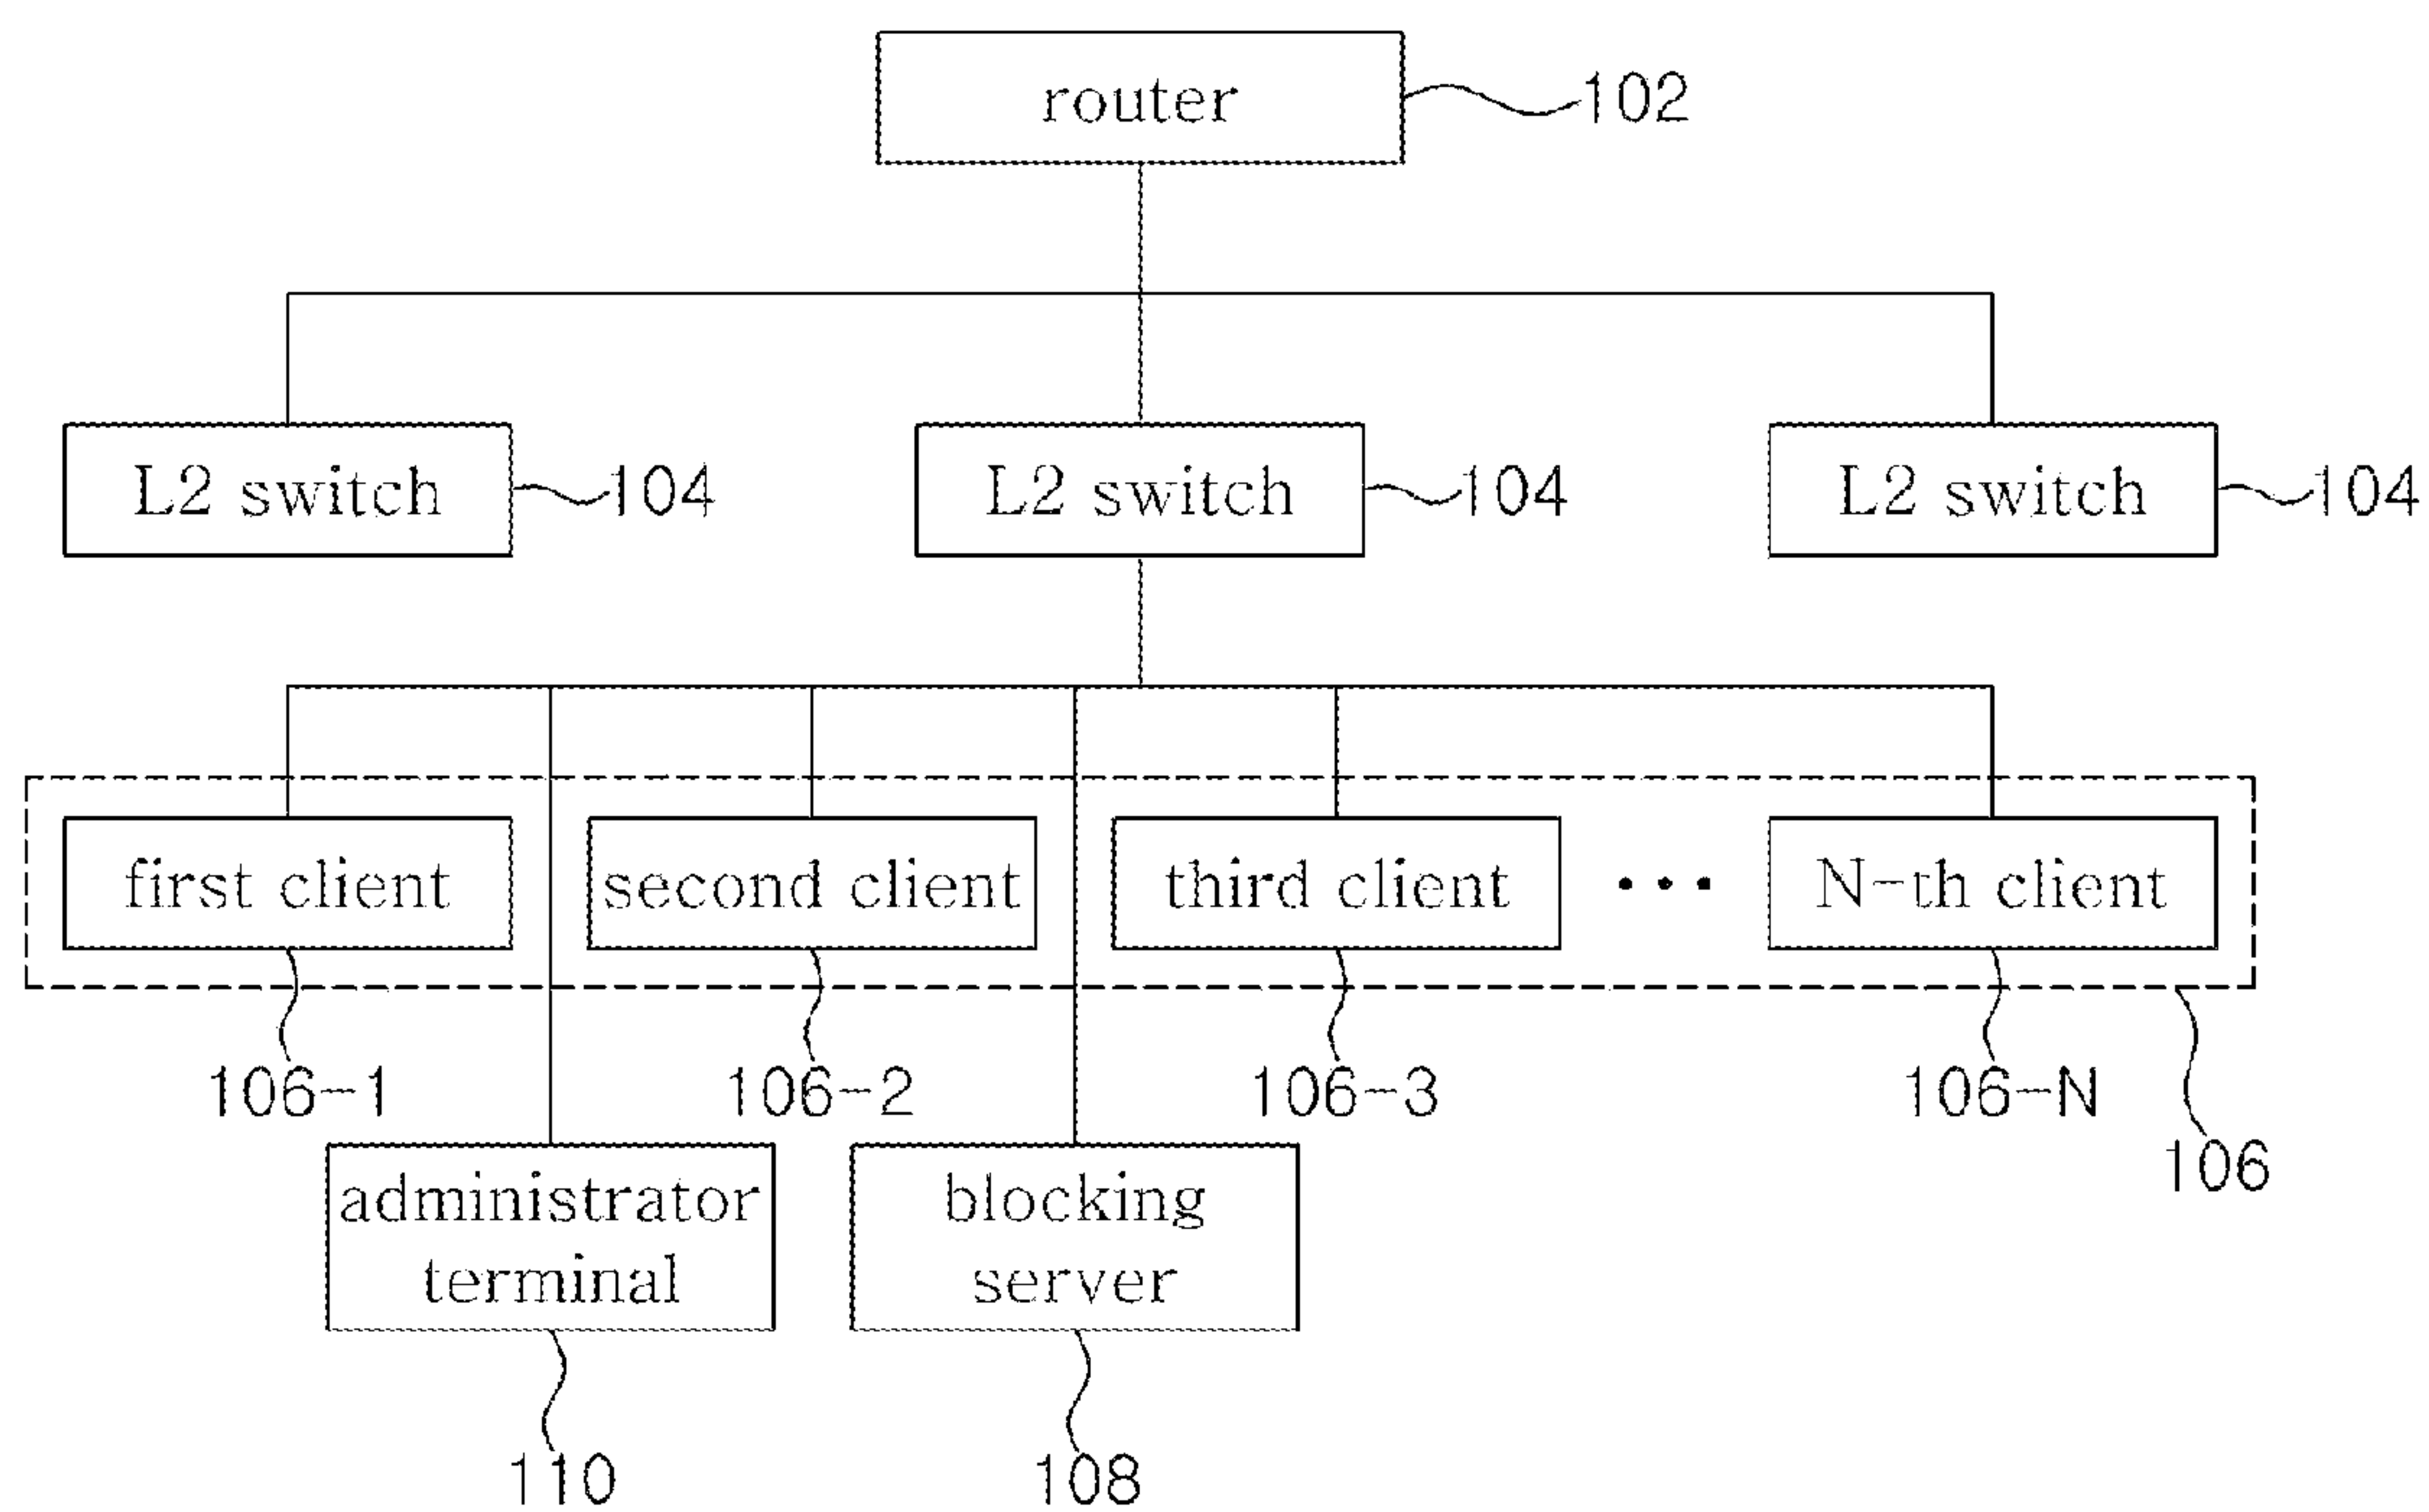 router
102
L2 switch
104
L2 switch
104
L2 switch
104
first client
second client
third client
• • •
N-th client
106-1
106-2
106-3
106-N
106
administrator
terminal
blocking
server
110
108